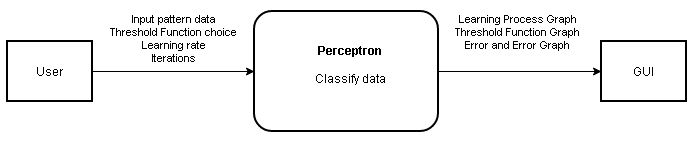 User
Input pattern data
Threshold Function choice
Learning rate
Iterations
Perceptron
Classify data
Learning Process Graph
Threshold Function Graph
Error and Error Graph
GUI